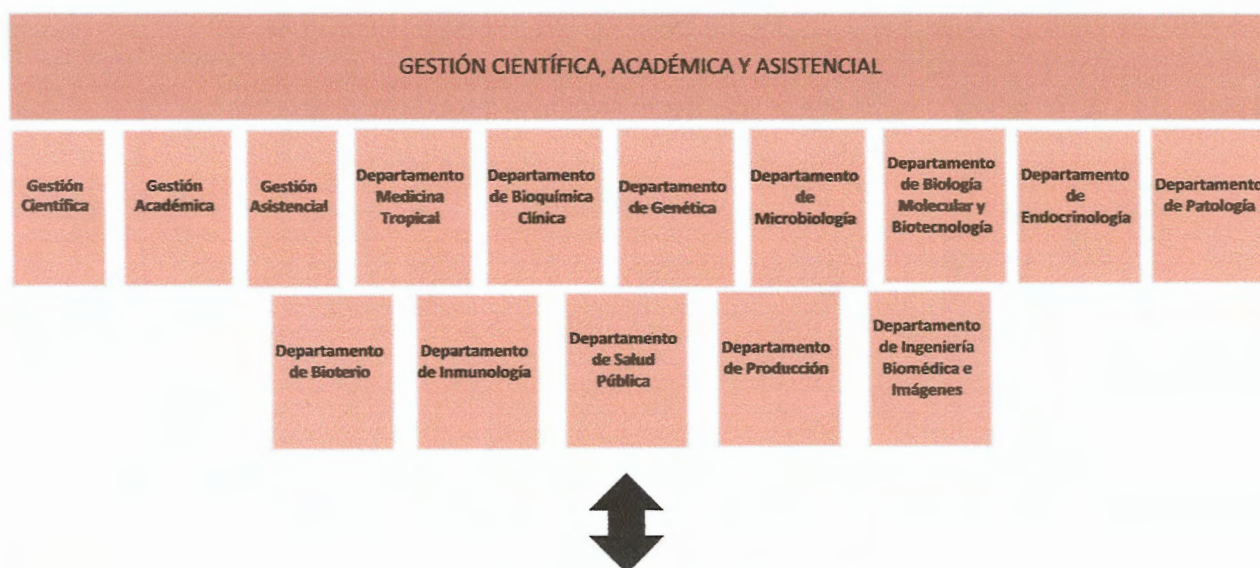 GESTIÓN CIENTÍFICA, ACADÉMICA Y ASISTENCIAL
Gestión
Científica
Gestión
Académica
Gestión
Asistencial
Departamento
Medicina
Tropical
Departamento
de Bioquímica
Clínica
Departamento
de Genética
Departamento
de
Microbiología
Departamento
de Biología
Molecular y
Biotecnología
Departamento
de
Endocrinología
Departamento
de Patología
Departamento
de Bioterio
Departamento
de Inmunología
Departamento
de Salud
Pública
Departamento
de Producción
Departamento
de Ingeniería
Biomédica e
Imágenes